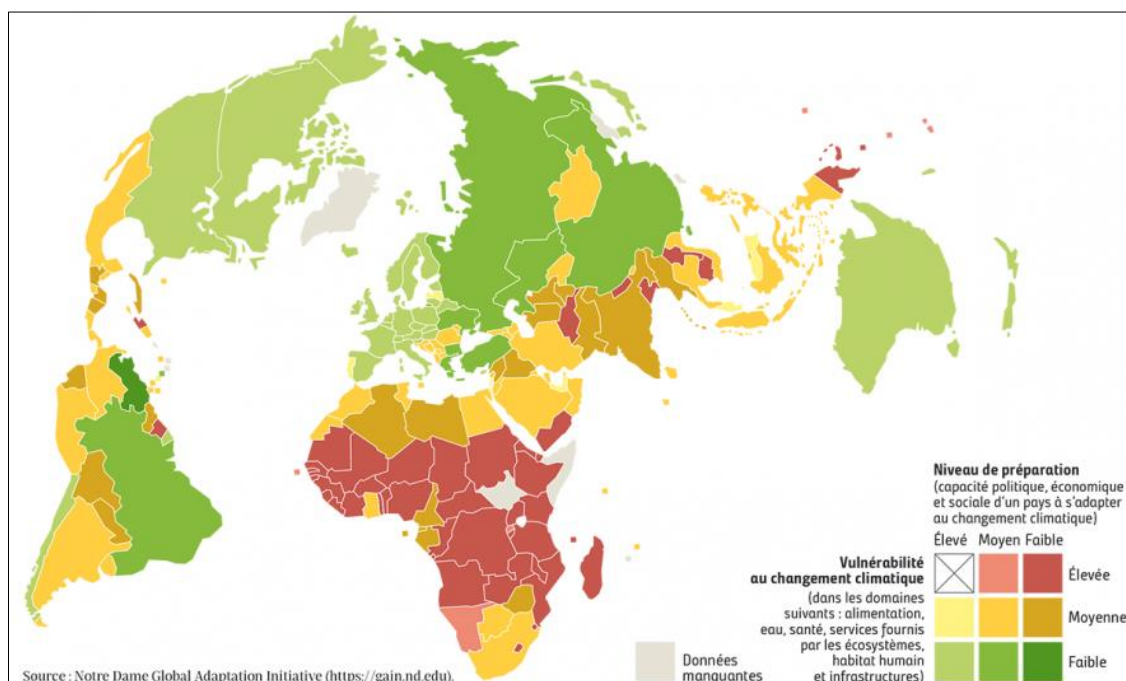 Niveau de préparation
(capacité politique, économique
et sociale d'un pays à s'adapter
au changement climatique)
Élevé Moyen Faible
Vulnérabilité
au changement climatique
(dans les domaines
suivants : alimentation,
eau, santé, services fournis
par les écosystèmes,
habitat humain
et infrastructures)
Élevée
Moyenne
Faible
Données
manquantes
Source : Notre Dame Global Adaptation Initiative (https://gain.nd.edu).